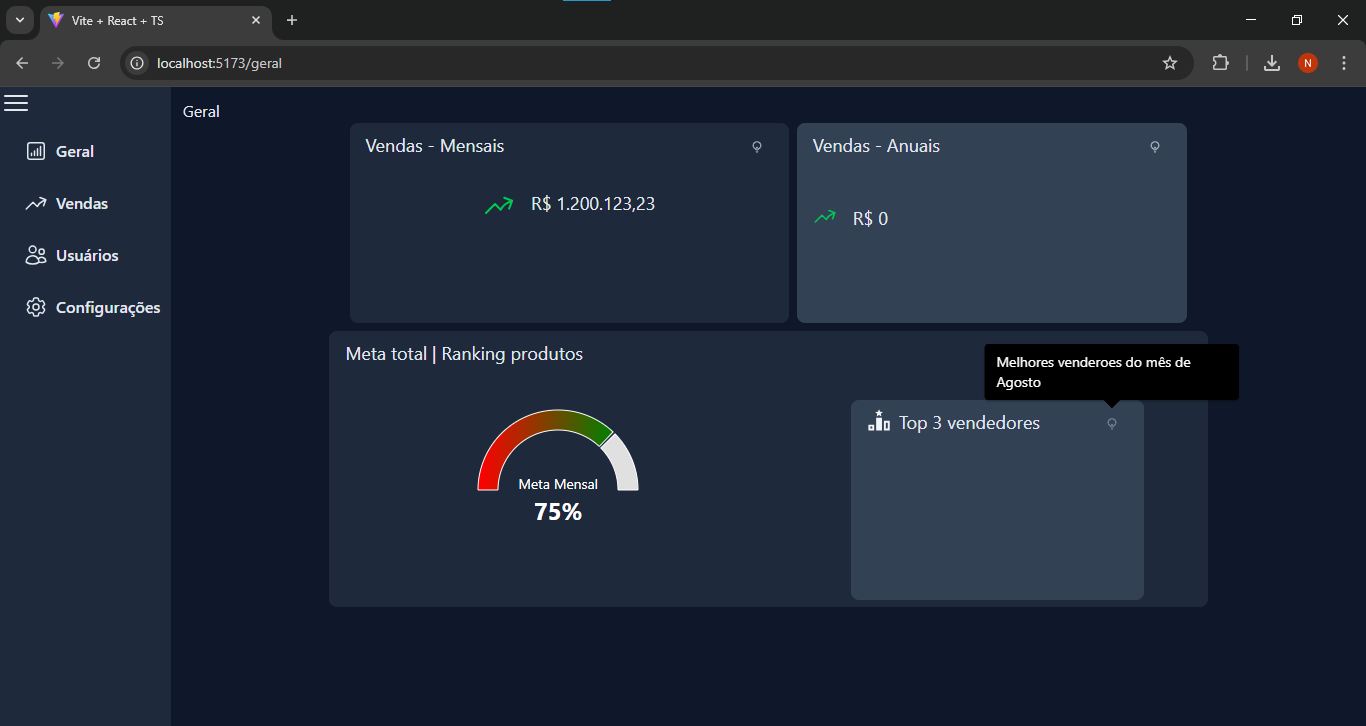 Vite + React + TS
localhost:5173/geral
N
Geral
Geral
Vendas
Usuários
Configurações
Vendas - Mensais
R$ 1.200.123,23
Vendas - Anuais
R$ 0
Meta total | Ranking produtos
Melhores venderoes do mês de
Agosto
Top 3 vendedores
Meta Mensal
75%